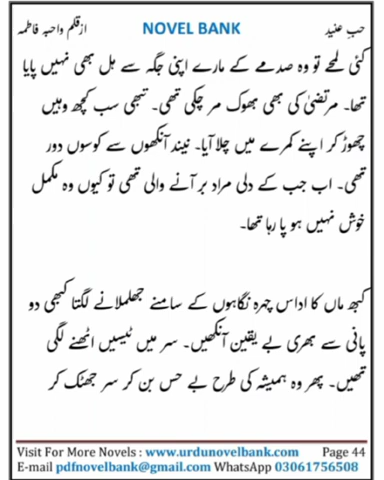 حبِ عنید NOVEL BANK ازقلم واحبہ فاطمہ
کئی لمحے تو وہ صدمے کے مارے اپنی جگہ سے ہل بھی نہیں پایا
تھا۔ مرتضیٰ کی بھی بھوک مر چکی تھی۔ تبھی سب کچھ وہیں
چھوڑ کر اپنے کمرے میں چلا آیا۔ نیند آنکھوں سے کوسوں دور
تھی۔ اب جب کے دلی مراد بر آنے والی تھی تو کیوں وہ مکمل
خوش نہیں ہو پا رہا تھا۔
کبھ ماں کا اداس چہرہ نگاہوں کے سامنے جھلملانے لگتا کبھی دو
پانی سے بھری بے یقین آنکھیں۔ سر میں ٹیسیں اٹھنے لگی
تھیں۔ پھر وہ ہمیشہ کی طرح بے حس بن کر سر جھٹک کر
Visit For More Novels : www.urdunovelbank.com Page 44
E-mail pdfnovelbank@gmail.com WhatsApp 03061756508